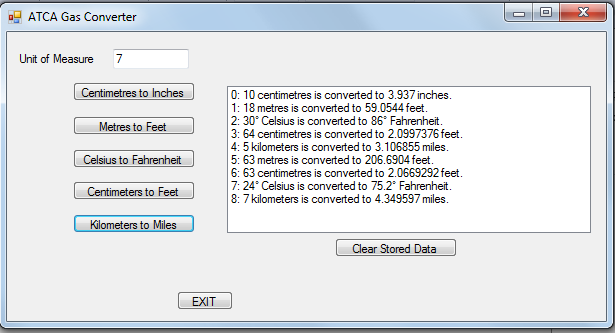 ATCA Gas Converter
Unit of Measure 7
Centimetres to Inches
Metres to Feet
Celsius to Fahrenheit
Centimeters to Feet
Kilometers to Miles
0: 10 centimetres is converted to 3.937 inches.
1: 18 metres is converted to 59.0544 feet.
2: 30° Celsius is converted to 86° Fahrenheit.
3: 64 centimetres is converted to 2.0997376 feet.
4: 5 kilometers is converted to 3.106855 miles.
5: 63 metres is converted to 206.6904 feet.
6: 63 centimetres is converted to 2.0669292 feet.
7: 24° Celsius is converted to 75.2° Fahrenheit.
8: 7 kilometers is converted to 4.349597 miles.
Clear Stored Data
EXIT